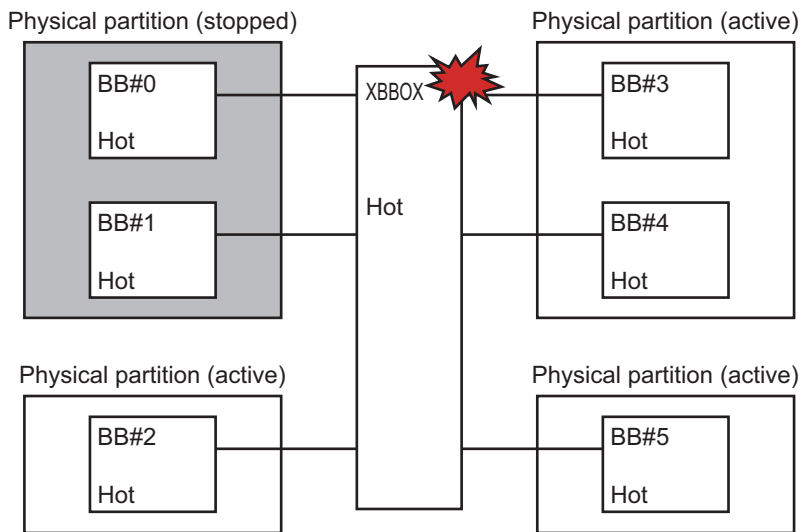 Physical partition (stopped)
Physical partition (active)
BB#0
Hot
XBBOX
BB#3
Hot
BB#1
Hot
Hot
BB#4
Hot
Physical partition (active)
Physical partition (active)
BB#2
Hot
BB#5
Hot